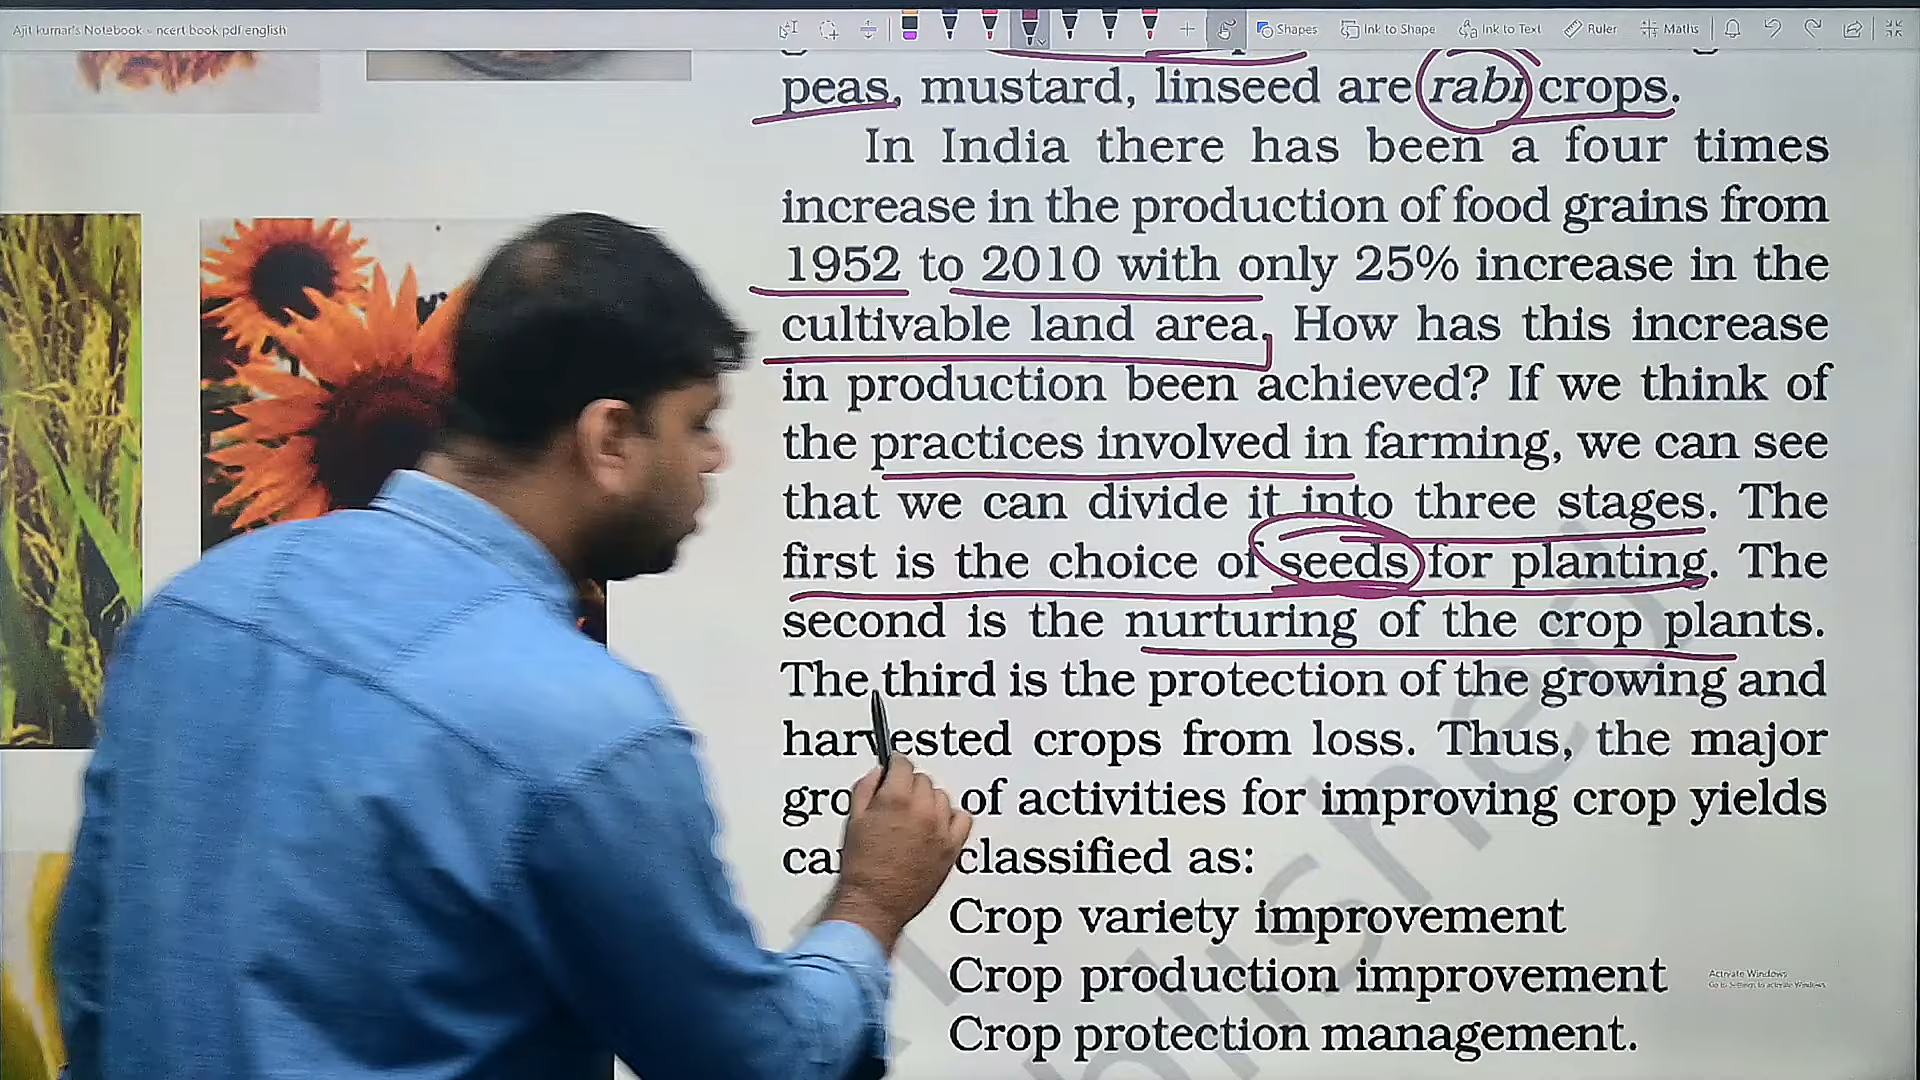 Ajit kumar's Notebook - ncert book pdf english
Shapes
Ink to Shape
Ink to Text
Ruler
Maths
peas, mustard, linseed are rabi crops.
In India there has been a four times
increase in the production of food grains from
1952 to 2010 with only 25% increase in the
cultivable land area. How has this increase
in production been achieved? If we think of
the practices involved in farming, we can see
that we can divide it into three stages. The
first is the choice of seeds for planting. The
second is the nurturing of the crop plants.
The third is the protection of the growing and
harvested crops from loss. Thus, the major
of activities for improving crop yields
classified as:
Crop variety improvement
Crop production improvement
Crop protection management.
Activate Windows
Go to Settings to activate Windows.